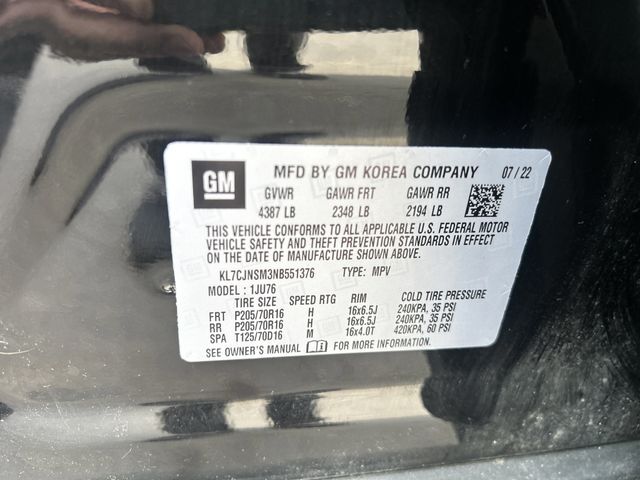 GM MFD BY GM KOREA COMPANY 07 / 22
GVWR GAWR FRT GAWR RR
4387 LB 2348 LB 2194 LB
THIS VEHICLE CONFORMS TO ALL APPLICABLE U.S. FEDERAL MOTOR
VEHICLE SAFETY AND THEFT PREVENTION STANDARDS IN EFFECT
ON THE DATE OF MANUFACTURE SHOWN ABOVE.
KL7CJNSM3NB551376 TYPE: MPV
MODEL : 1JU76
TIRE SIZE SPEED RTG RIM COLD TIRE PRESSURE
FRT P205/70R16 H 16x6.5J 240KPA, 35 PSI
RR P205/70R16 H 16x6.5J 240KPA, 35 PSI
SPA T125/70D16 M 16x4.0T 420KPA, 60 PSI
SEE OWNER'S MANUAL FOR MORE INFORMATION.